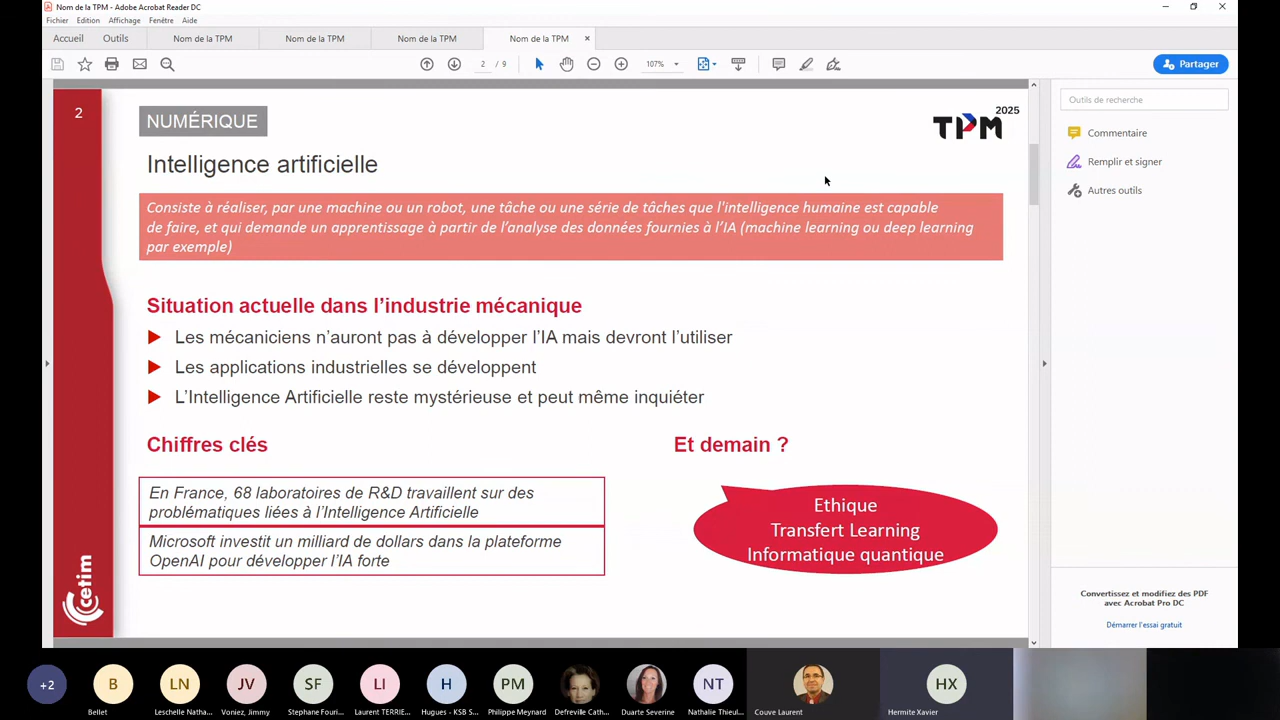 Nom de la TPM - Adobe Acrobat Reader DC
Fichier Edition Affichage Fenêtre Aide
Accueil Outils Nom de la TPM Nom de la TPM Nom de la TPM Nom de la TPM ×
2 / 9 107% Partager
2
NUMÉRIQUE
TPM 2025
Intelligence artificielle
Consiste à réaliser, par une machine ou un robot, une tâche ou une série de tâches que l'intelligence humaine est capable
de faire, et qui demande un apprentissage à partir de l’analyse des données fournies à l’IA (machine learning ou deep learning
par exemple)
Situation actuelle dans l’industrie mécanique
Les mécaniciens n’auront pas à développer l’IA mais devront l’utiliser
Les applications industrielles se développent
L’Intelligence Artificielle reste mystérieuse et peut même inquiéter
Chiffres clés
En France, 68 laboratoires de R&D travaillent sur des
problématiques liées à l’Intelligence Artificielle
Microsoft investit un milliard de dollars dans la plateforme
OpenAI pour développer l’IA forte
Et demain ?
Ethique
Transfert Learning
Informatique quantique
cetim
Outils de recherche
Commentaire
Remplir et signer
Autres outils
Convertissez et modifiez des PDF
avec Acrobat Pro DC
Démarrer l'essai gratuit
+2 B LN JV SF LI H PM NT HX
Bellet Leschelle Natha... Voniez, Jimmy Stephane Fouri... Laurent TERRIE... Hugues - KSB S... Philippe Meynard Defreville Cath... Duarte Severine Nathalie Thieul... Couve Laurent Hermite Xavier